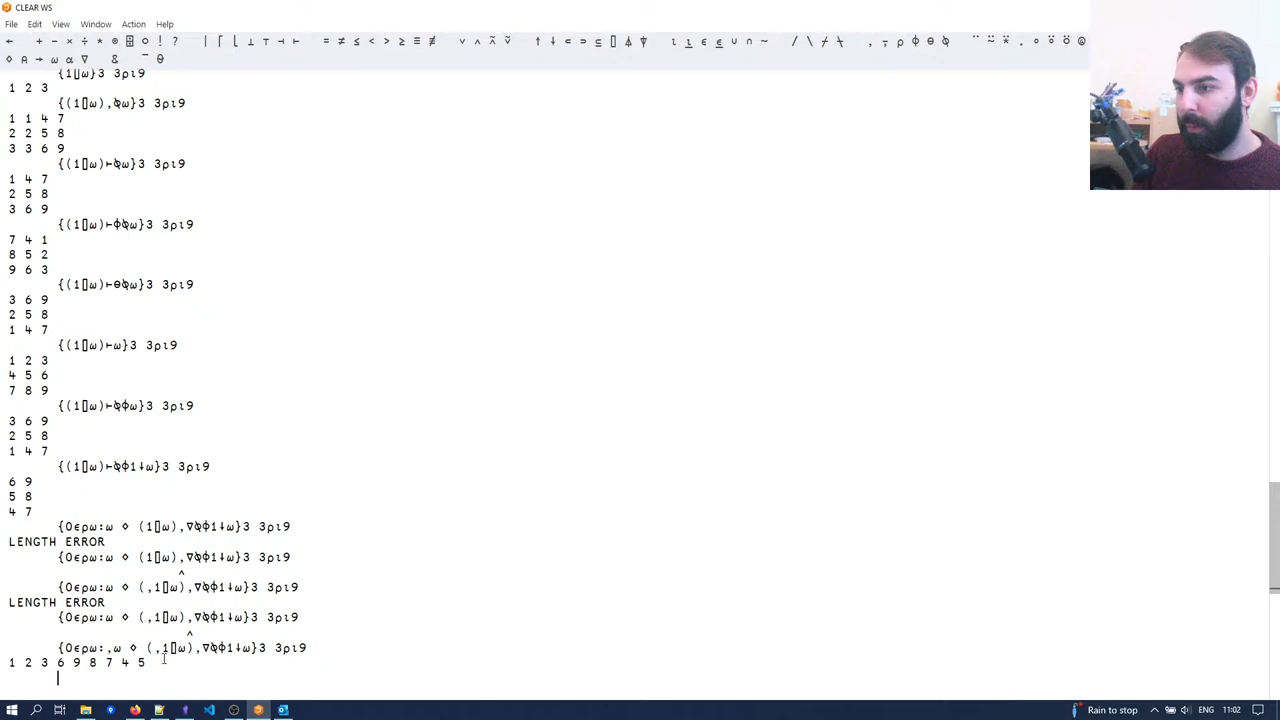 CLEAR WS
File Edit View Window Action Help
← + - × ÷ * ⍟ ⌹ ○ ! ? | ⌈ ⌊ ⊥ ⊤ ⊣ ⊢ = ≠ ≤ < > ≥ ≡ ≢ ∨ ∧ ⍲ ⍱ ↑ ↓ ⊂ ⊃ ⊆ ⌷ ⍋ ⍒ ⍳ ⍸ ∊ ⍷ ∪ ∩ ~ / \ ⌿ ⍀ , ⍪ ⍴ ⌽ ⊖ ⍉ ¨ ⍨ ⍣ . ∘ ⍤ ⍥ @
⋄ ⍝ → ⍵ ⍺ ∇ & ¯ ⍬
{1⌷⍵}3 3⍴⍳9
1 2 3
{(1⌷⍵),⍉⍵}3 3⍴⍳9
1 1 4 7
2 2 5 8
3 3 6 9
{(1⌷⍵)⊢⍉⍵}3 3⍴⍳9
1 4 7
2 5 8
3 6 9
{(1⌷⍵)⊢⌽⍉⍵}3 3⍴⍳9
7 4 1
8 5 2
9 6 3
{(1⌷⍵)⊢⊖⍉⍵}3 3⍴⍳9
3 6 9
2 5 8
1 4 7
{(1⌷⍵)⊢⍵}3 3⍴⍳9
1 2 3
4 5 6
7 8 9
{(1⌷⍵)⊢⍉⌽⍵}3 3⍴⍳9
3 6 9
2 5 8
1 4 7
{(1⌷⍵)⊢⍉⌽1↓⍵}3 3⍴⍳9
6 9
5 8
4 7
{0∊⍴⍵:⍵ ⋄ (1⌷⍵),∇⍉⌽1↓⍵}3 3⍴⍳9
LENGTH ERROR
{0∊⍴⍵:⍵ ⋄ (1⌷⍵),∇⍉⌽1↓⍵}3 3⍴⍳9
^
{0∊⍴⍵:⍵ ⋄ (,1⌷⍵),∇⍉⌽1↓⍵}3 3⍴⍳9
LENGTH ERROR
{0∊⍴⍵:⍵ ⋄ (,1⌷⍵),∇⍉⌽1↓⍵}3 3⍴⍳9
^
{0∊⍴⍵:,⍵ ⋄ (,1⌷⍵),∇⍉⌽1↓⍵}3 3⍴⍳9
1 2 3 6 9 8 7 4 5
Rain to stop ENG 11:02